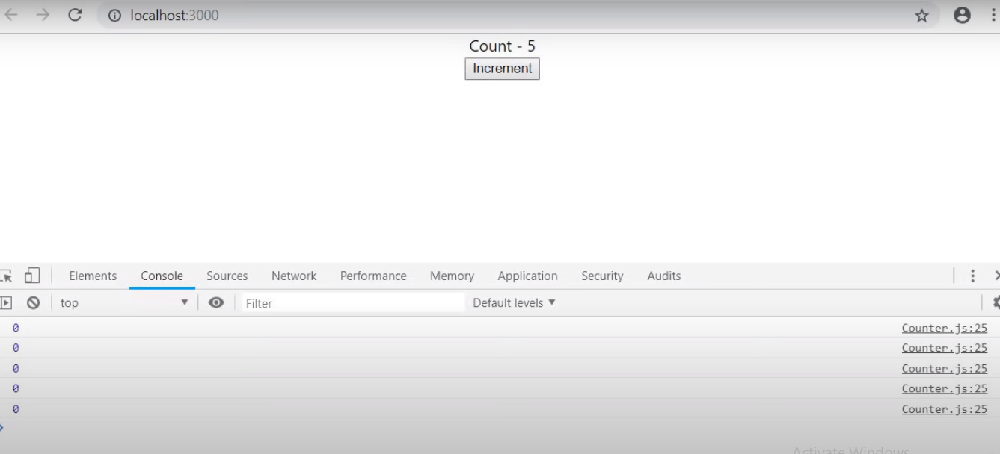 localhost:3000
Count - 5
Increment
Elements Console Sources Network Performance Memory Application Security Audits
top Filter Default levels
0 Counter.js:25
0 Counter.js:25
0 Counter.js:25
0 Counter.js:25
0 Counter.js:25
Activate Windows